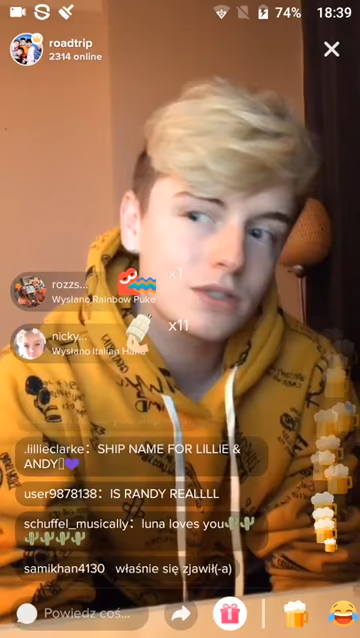 74% 18:39
roadtrip
2314 online
rozzs...
Wysłano Rainbow Puke
x1
nicky...
Wysłano Italian Hand
x11
.lillieclarke: SHIP NAME FOR LILLIE &
ANDY💜
user9878138: IS RANDY REALLLL
schuffel_musically: luna loves you🌵🌵
🌵🌵🌵🌵
samikhan4130 właśnie się zjawił(-a)
Powiedz coś...